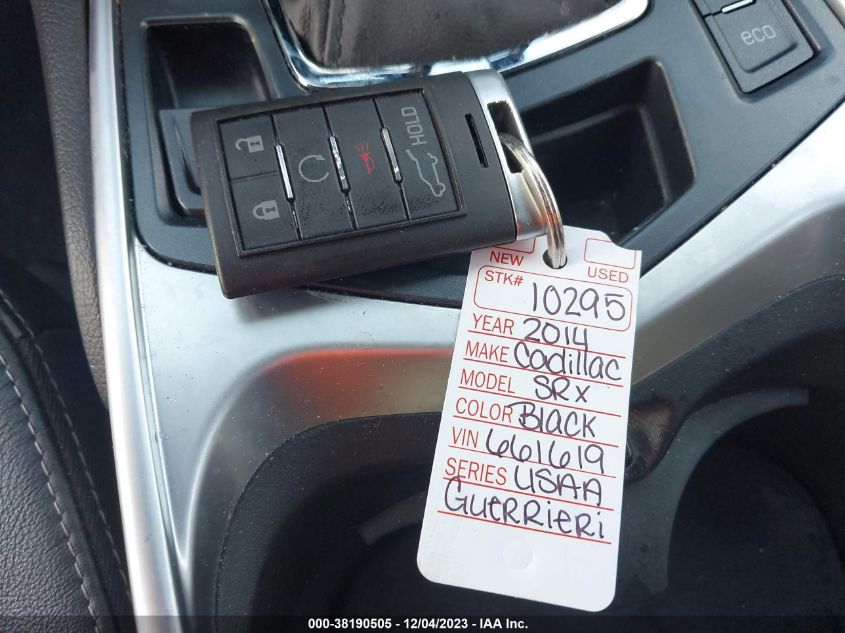 eco
HOLD
NEW USED
STK# 10295
YEAR 2014
MAKE Cadillac
MODEL SRX
COLOR Black
VIN 661619
SERIES USAA
Guerrieri
000-38190505 • 12/04/2023 - IAA Inc.